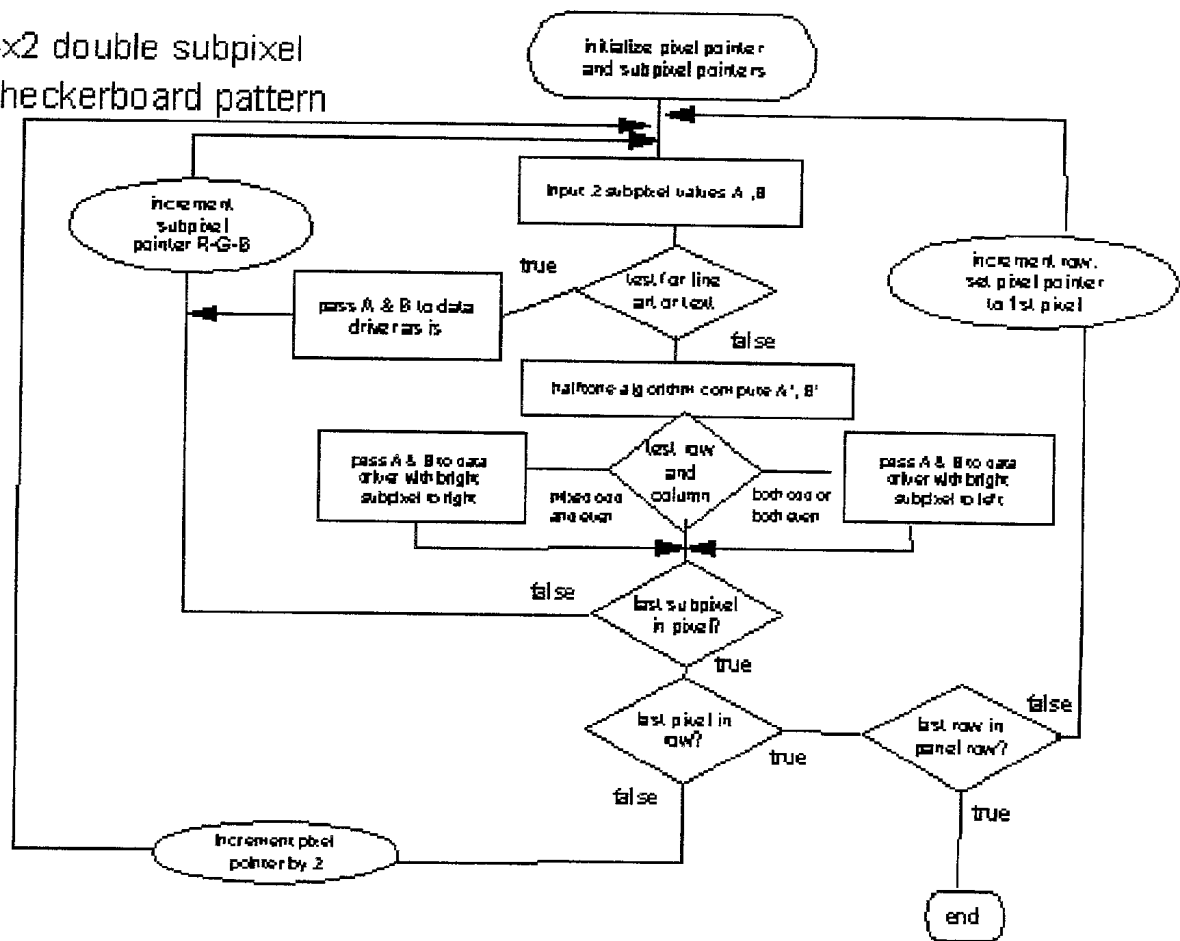 x2 double subpixel
heckerboard pattern
initialize pixel pointer
and subpixel pointers
input 2 subpixel values A ,B
increment
subpixel
pointer R-G-B
true
test for line
art or text
increment row,
set pixel pointer
to 1st pixel
pass A & B to data
driver as is
false
halftone algorithm compute A', B'
pass A & B to data
driver with bright
subpixel to right
test row
and
column
pass A & B to data
driver with bright
subpixel to left
mixed odd
and even
both odd or
both even
false
last subpixel
in pixel?
true
last pixel in
row?
true
last row in
panel row?
false
false
true
increment pixel
pointer by 2
end